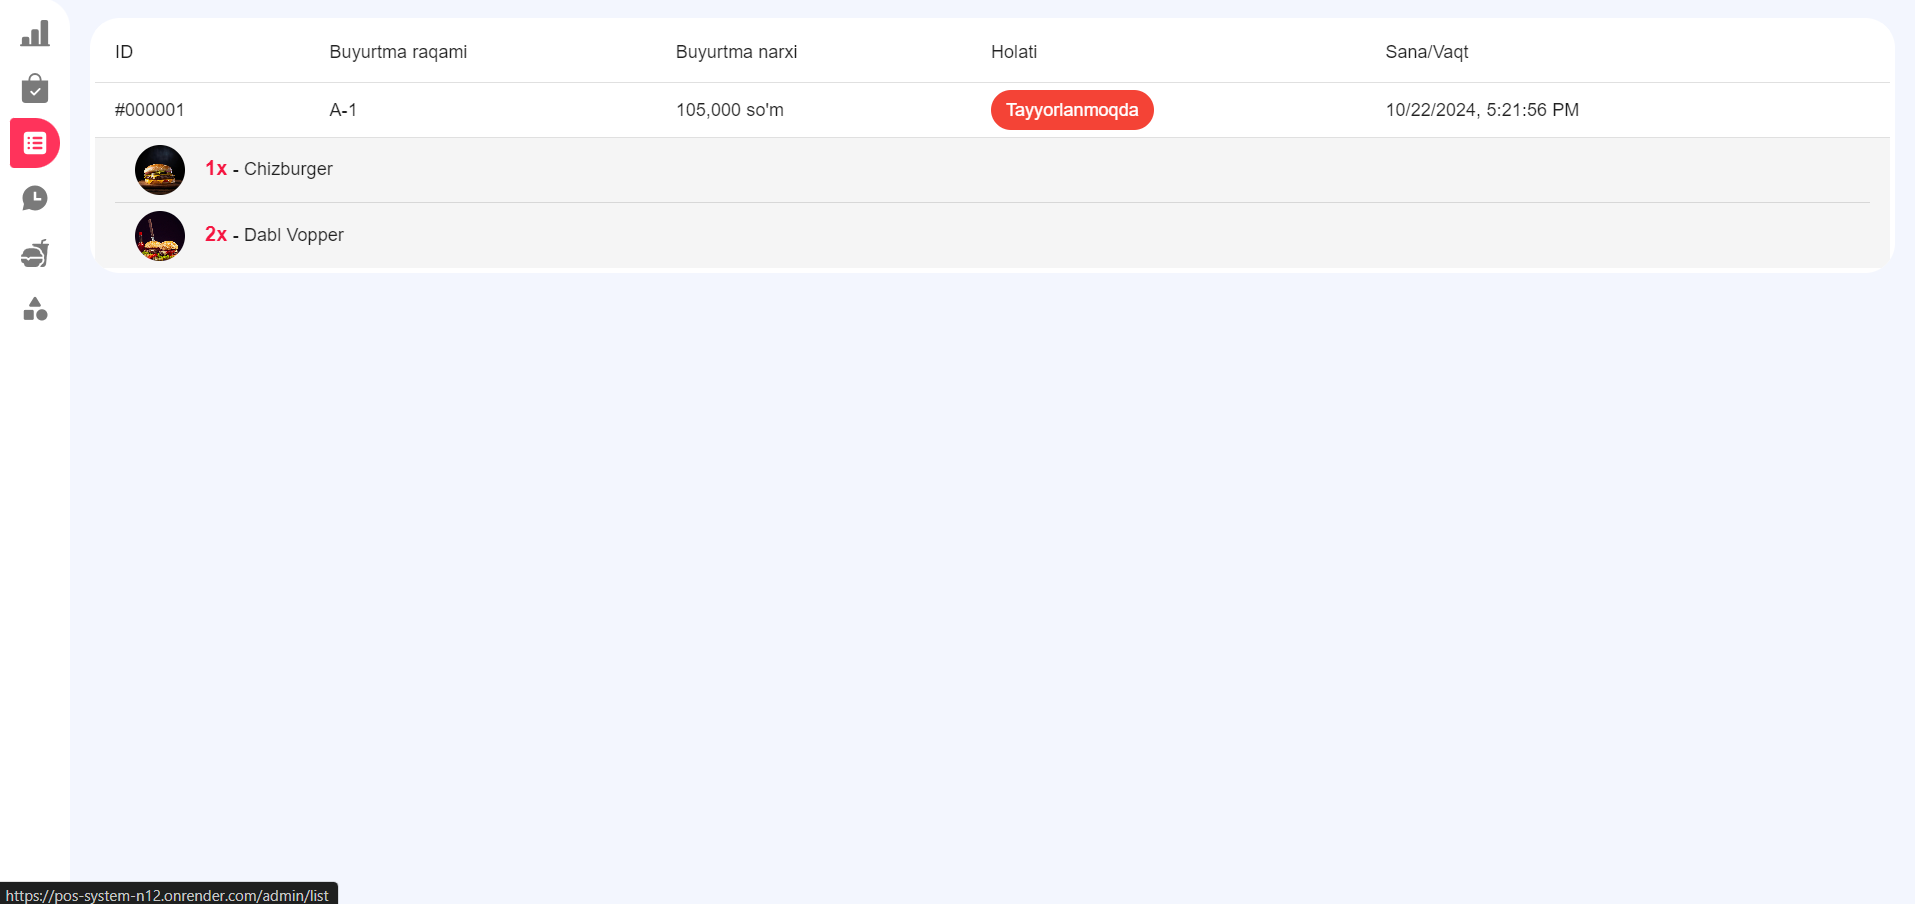 ID Buyurtma raqami Buyurtma narxi Holati Sana/Vaqt
#000001 A-1 105,000 so'm Tayyorlanmoqda 10/22/2024, 5:21:56 PM
1x - Chizburger
2x - Dabl Vopper
https://pos-system-n12.onrender.com/admin/list